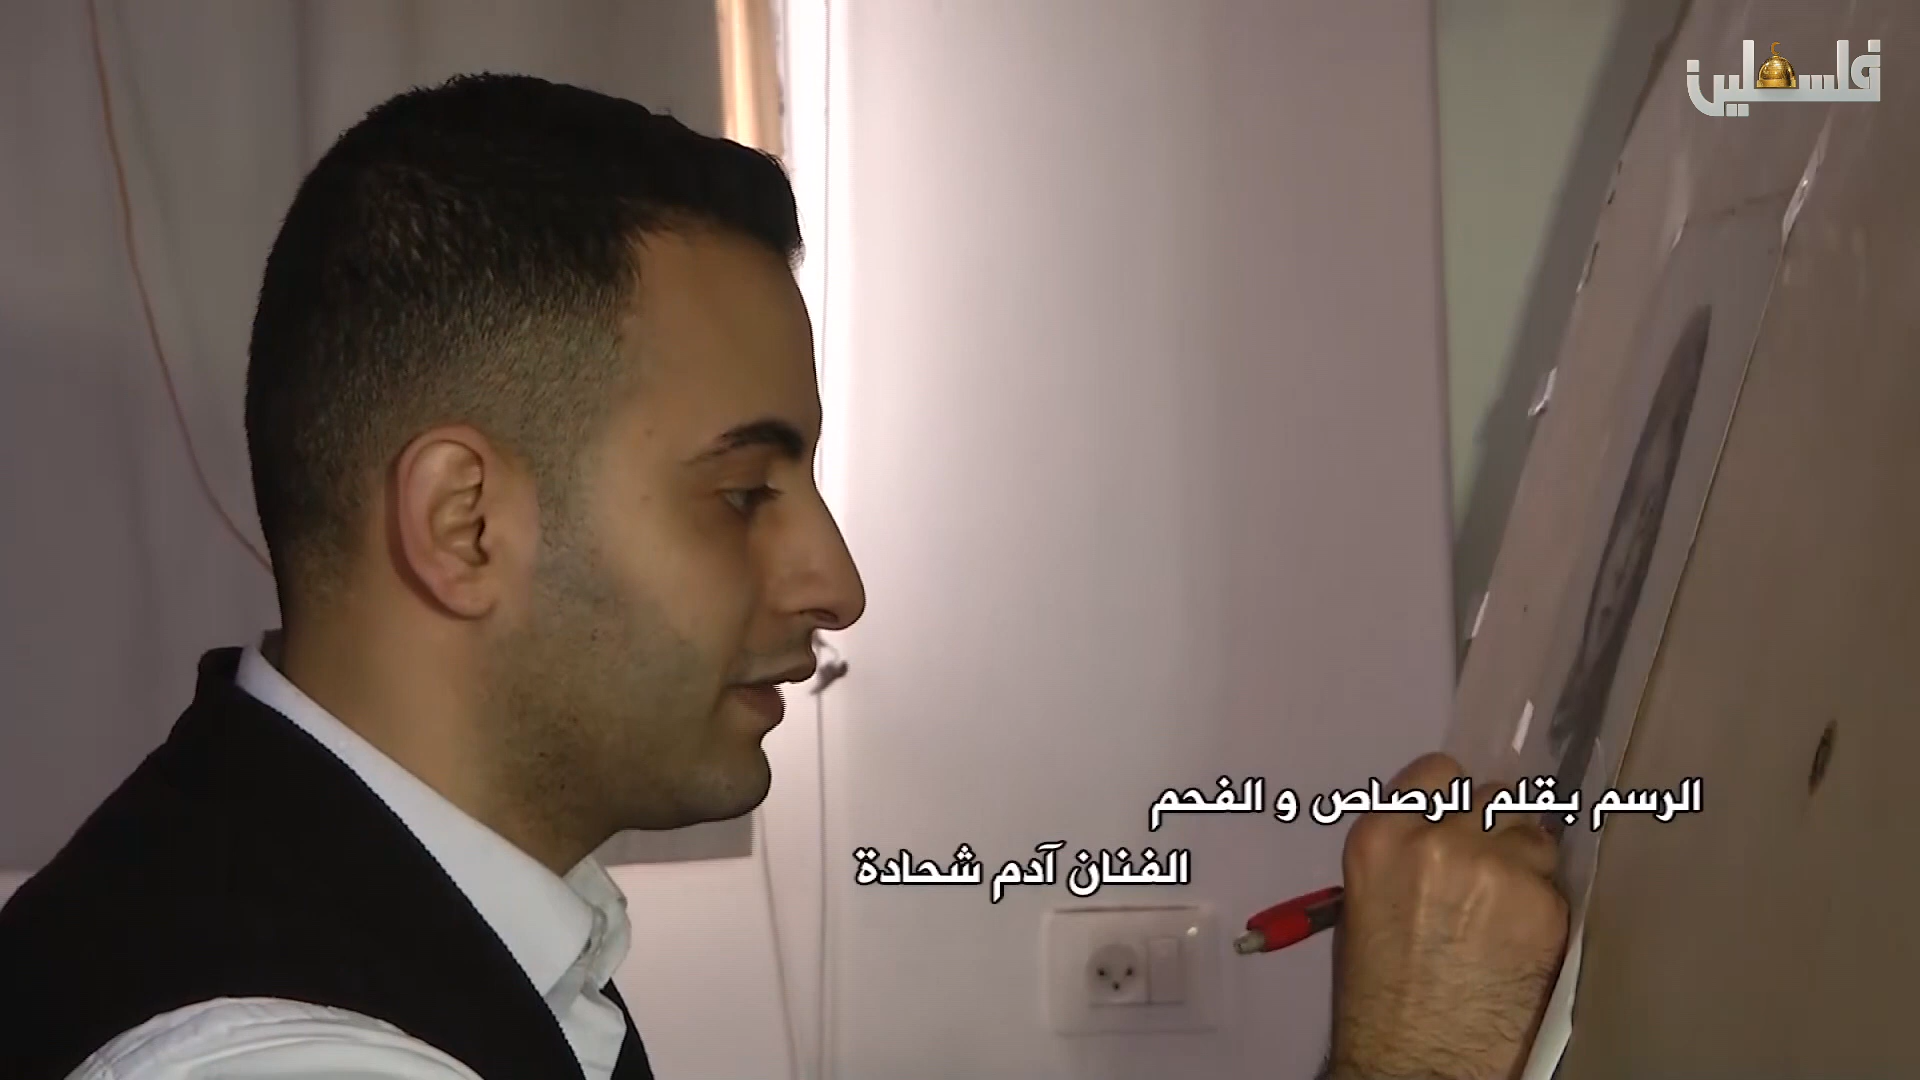 فلسطين
الرسم بقلم الرصاص و الفحم
الفنان آدم شحادة